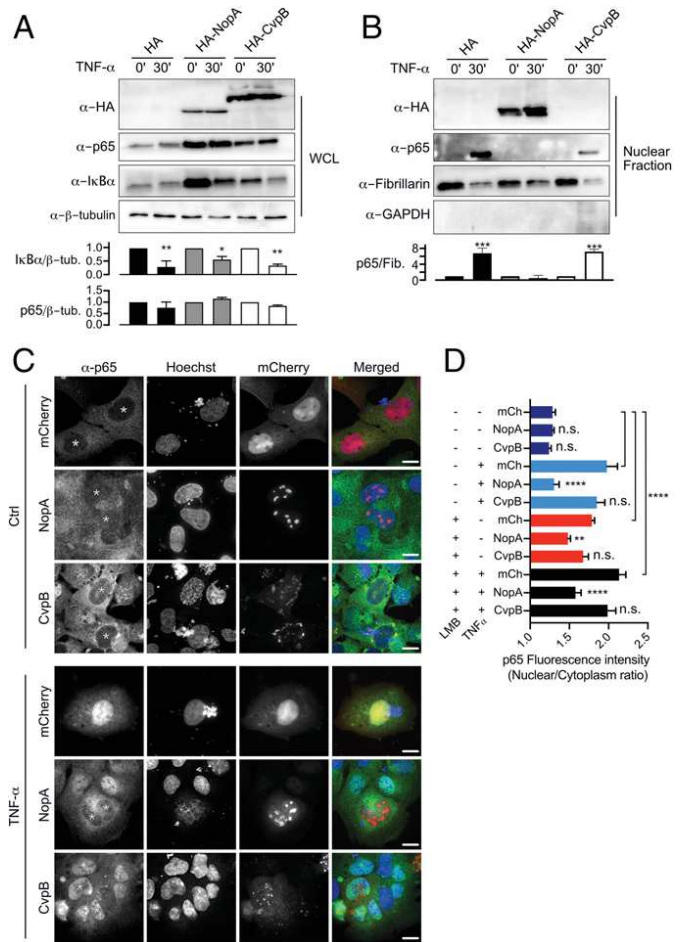 A
HA
HA-NopA
HA-CvpB
TNF-α 0' 30' 0' 30' 0' 30'
α-HA
α-p65
α-IκBα
α-β-tubulin
WCL
IκBα/β-tub.
1.0
0.5
0.0
** * **
p65/β-tub.
1.0
0.5
0.0
B
HA
HA-NopA
HA-CvpB
TNF-α 0' 30' 0' 30' 0' 30'
α-HA
α-p65
α-Fibrillarin
α-GAPDH
Nuclear
Fraction
p65/Fib.
8
4
0
*** ***
C
α-p65 Hoechst mCherry Merged
Ctrl
mCherry
* *
NopA
* *
CvpB
* *
TNF-α
mCherry
NopA
* *
CvpB
D
- - mCh
- - NopA n.s.
- - CvpB n.s.
- + mCh
- + NopA ****
- + CvpB n.s.
+ - mCh
+ - NopA **
+ - CvpB n.s.
+ + mCh
+ + NopA ****
+ + CvpB n.s.
****
LMB TNFα
1.0 1.5 2.0 2.5
p65 Fluorescence intensity
(Nuclear/Cytoplasm ratio)